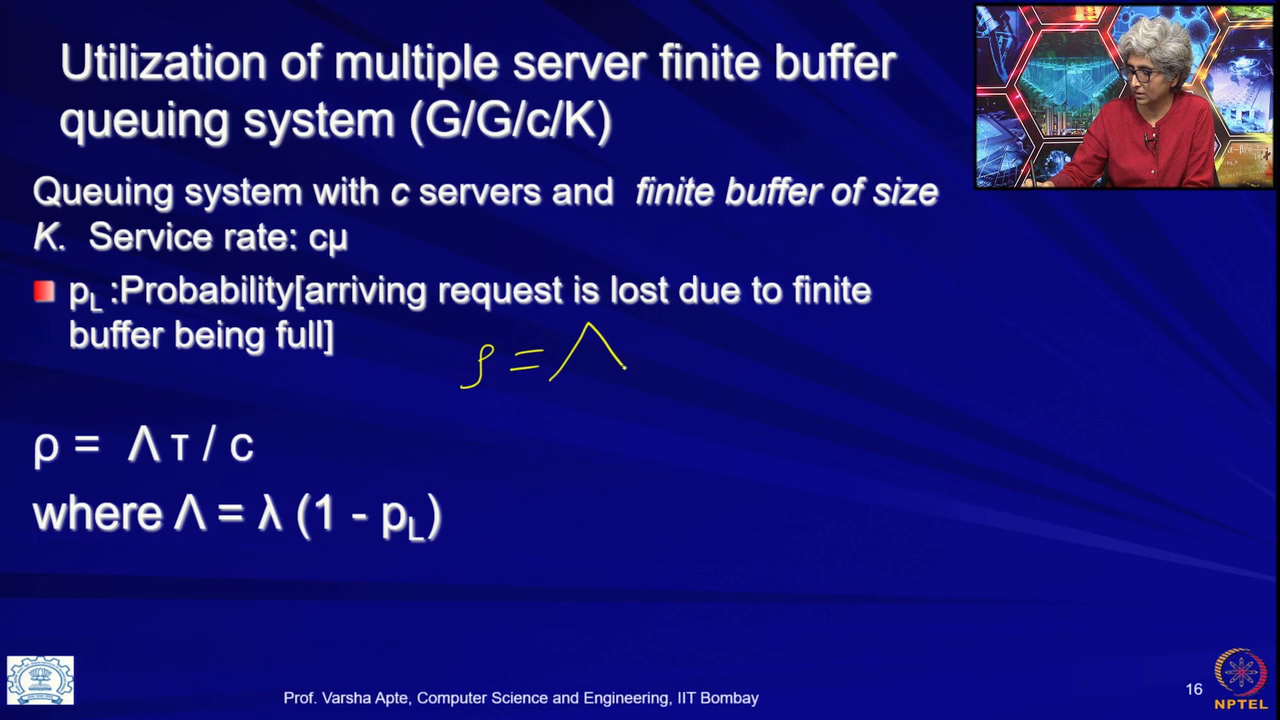 Utilization of multiple server finite buffer
queuing system (G/G/c/K)
Queuing system with c servers and finite buffer of size
K. Service rate: cμ
pL :Probability[arriving request is lost due to finite
buffer being full]
ρ = Λ
ρ = Λ τ / c
where Λ = λ (1 - pL)
Prof. Varsha Apte, Computer Science and Engineering, IIT Bombay
16
NPTEL